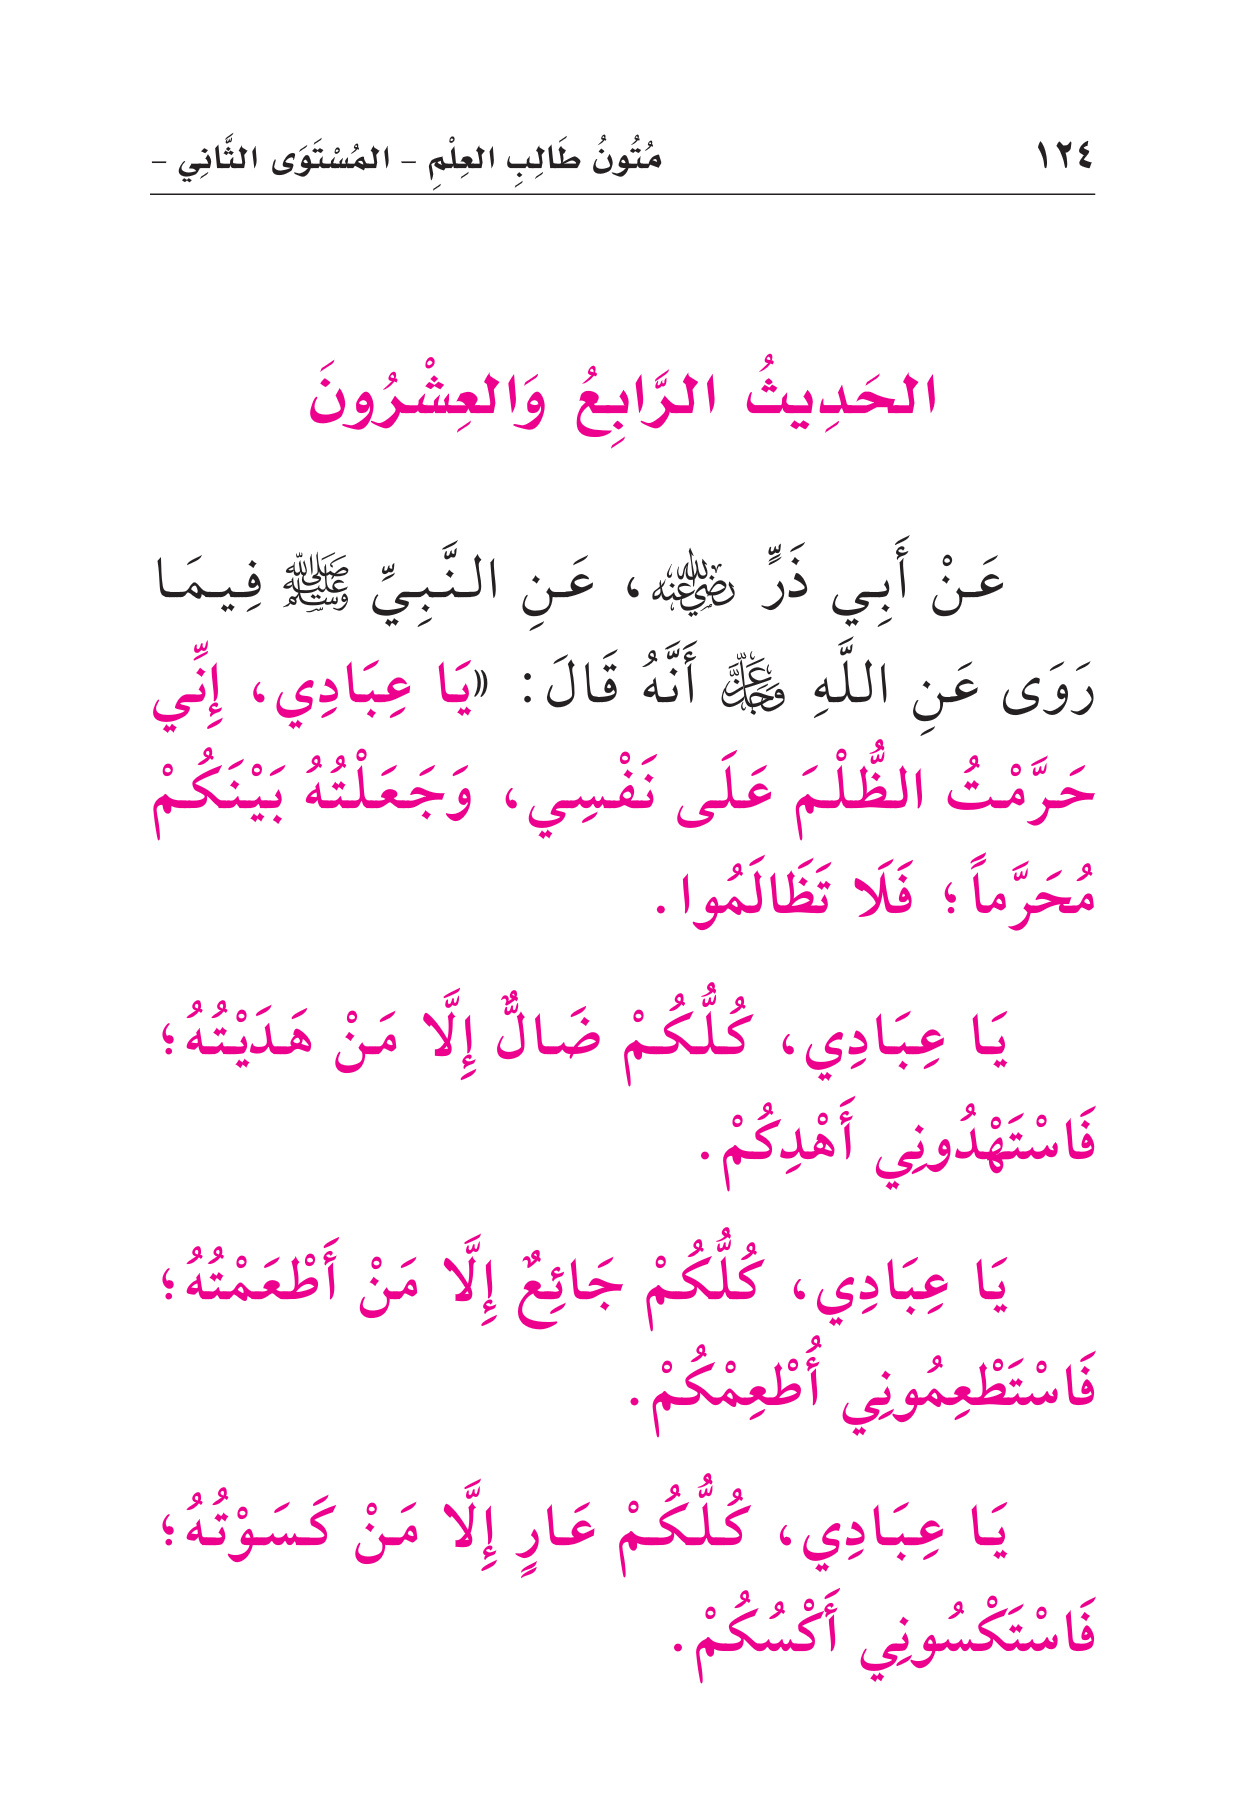 ١٢٤ مُتُونُ طَالِبِ العِلْمِ – المُسْتَوَى الثَّانِي –
الحَدِيثُ الرَّابِعُ وَالعِشْرُونَ
عَنْ أَبِي ذَرٍّ رضي الله عنه، عَنِ النَّبِيِّ ﷺ فِيمَا
رَوَى عَنِ اللَّهِ عَزَّ وَجَلَّ أَنَّهُ قَالَ: «يَا عِبَادِي، إِنِّي
حَرَّمْتُ الظُّلْمَ عَلَى نَفْسِي، وَجَعَلْتُهُ بَيْنَكُمْ
مُحَرَّماً؛ فَلَا تَظَالَمُوا.
يَا عِبَادِي، كُلُّكُمْ ضَالٌّ إِلَّا مَنْ هَدَيْتُهُ؛
فَاسْتَهْدُونِي أَهْدِكُمْ.
يَا عِبَادِي، كُلُّكُمْ جَائِعٌ إِلَّا مَنْ أَطْعَمْتُهُ؛
فَاسْتَطْعِمُونِي أُطْعِمْكُمْ.
يَا عِبَادِي، كُلُّكُمْ عَارٍ إِلَّا مَنْ كَسَوْتُهُ؛
فَاسْتَكْسُونِي أَكْسُكُمْ.